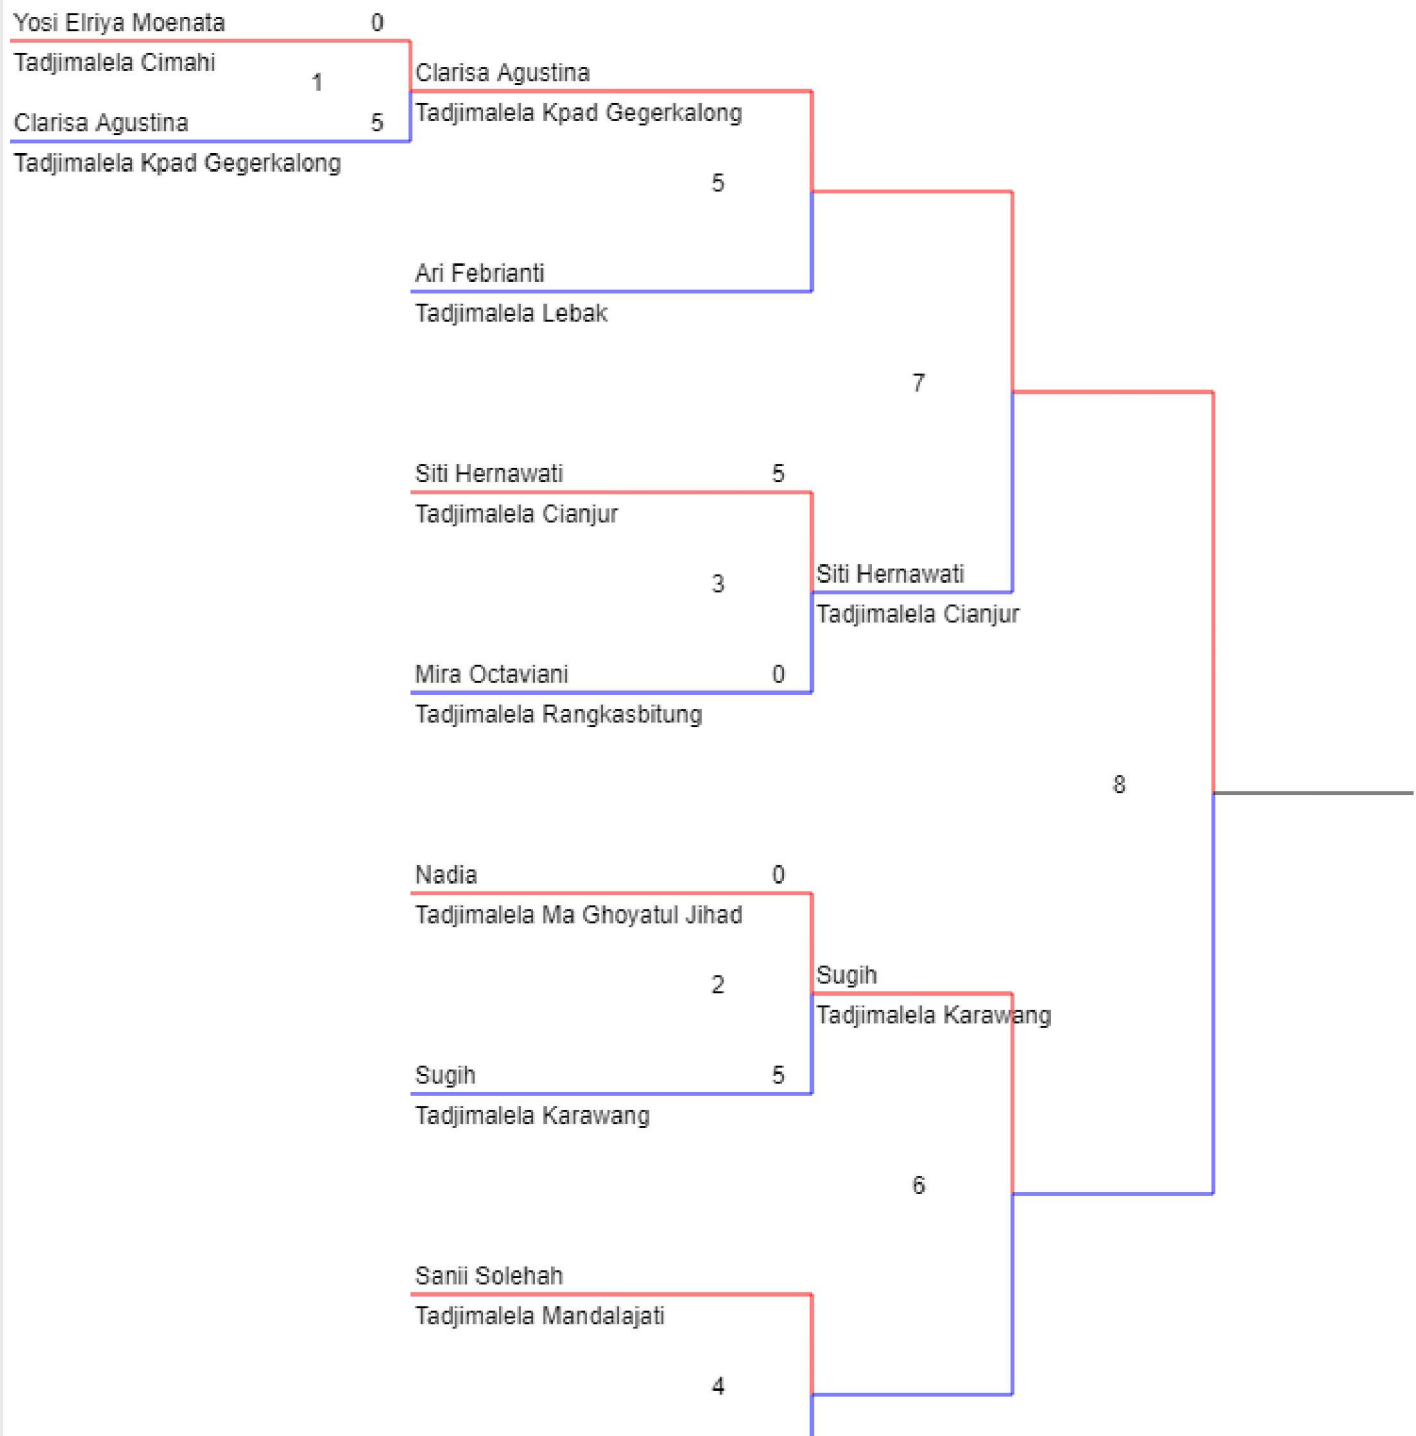 Yosi Elriya Moenata 0
Tadjimalela Cimahi
1
Clarisa Agustina 5
Tadjimalela Kpad Gegerkalong
Clarisa Agustina
Tadjimalela Kpad Gegerkalong
5
Ari Febrianti
Tadjimalela Lebak
7
Siti Hernawati 5
Tadjimalela Cianjur
3
Siti Hernawati
Tadjimalela Cianjur
Mira Octaviani 0
Tadjimalela Rangkasbitung
8
Nadia 0
Tadjimalela Ma Ghoyatul Jihad
2
Sugih
Tadjimalela Karawang
Sugih 5
Tadjimalela Karawang
6
Sanii Solehah
Tadjimalela Mandalajati
4